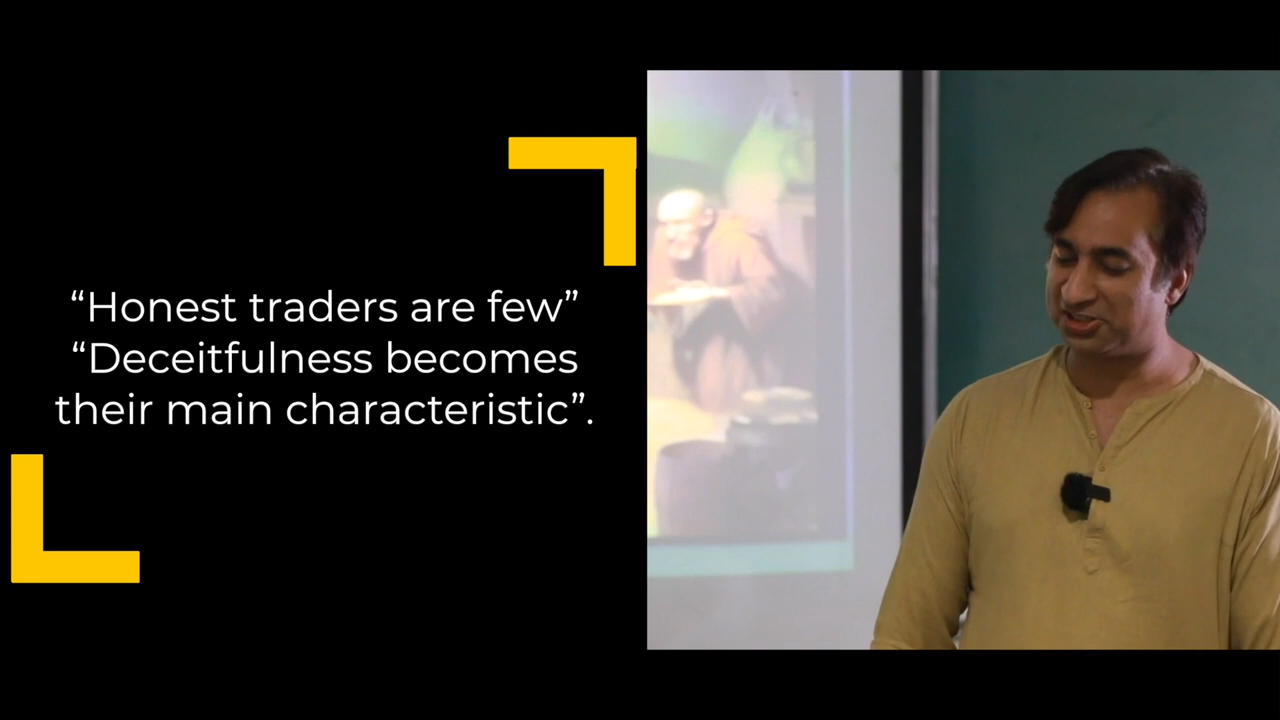 “Honest traders are few”
“Deceitfulness becomes
their main characteristic”.